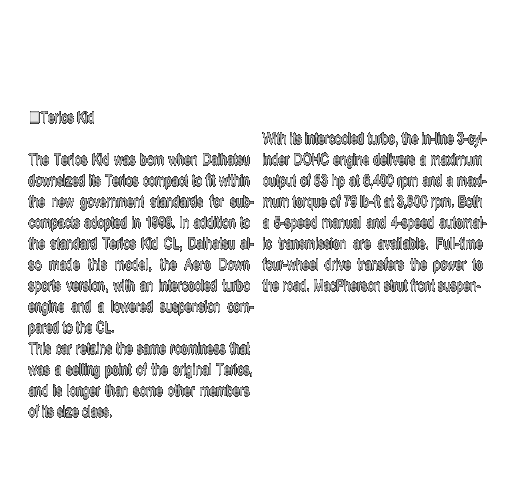 ■Terios Kid
The Terios Kid was born when Daihatsu
downsized its Terios compact to fit within
the new government standards for sub-
compacts adopted in 1998. In addition to
the standard Terios Kid CL, Daihatsu al-
so made this model, the Aero Down
sports version, with an intercooled turbo
engine and a lowered suspension com-
pared to the CL.
This car retains the same roominess that
was a selling point of the original Terios,
and is longer than some other members
of its size class.
With its intercooled turbo, the in-line 3-cyl-
inder DOHC engine delivers a maximum
output of 63 hp at 6,400 rpm and a maxi-
mum torque of 79 lb-ft at 3,600 rpm. Both
a 5-speed manual and 4-speed automat-
ic transmission are available. Full-time
four-wheel drive transfers the power to
the road. MacPherson strut front suspen-